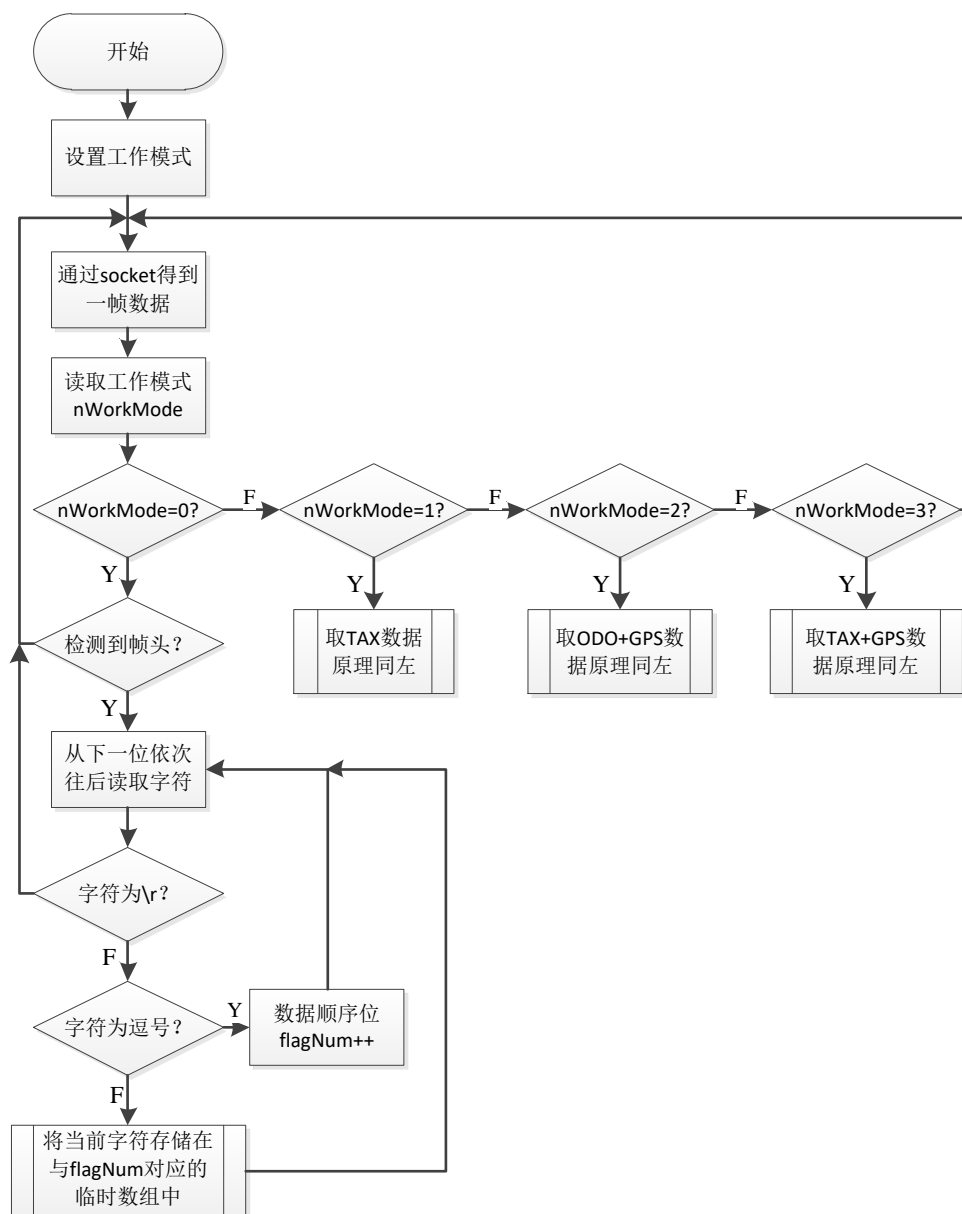 开始
设置工作模式
通过socket得到
一帧数据
读取工作模式
nWorkMode
nWorkMode=0?
F
nWorkMode=1?
F
nWorkMode=2?
F
nWorkMode=3?
Y
Y
Y
Y
检测到帧头?
取TAX数据
原理同左
取ODO+GPS数
据原理同左
取TAX+GPS数
据原理同左
Y
从下一位依次
往后读取字符
字符为\r?
F
字符为逗号?
Y
数据顺序位
flagNum++
F
将当前字符存储在
与flagNum对应的
临时数组中